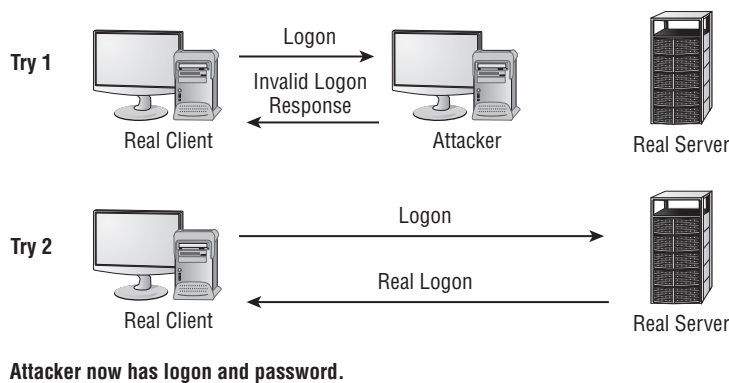 Try 1
Logon
Invalid Logon
Response
Real Client
Attacker
Real Server
Try 2
Logon
Real Logon
Real Client
Real Server
Attacker now has logon and password.